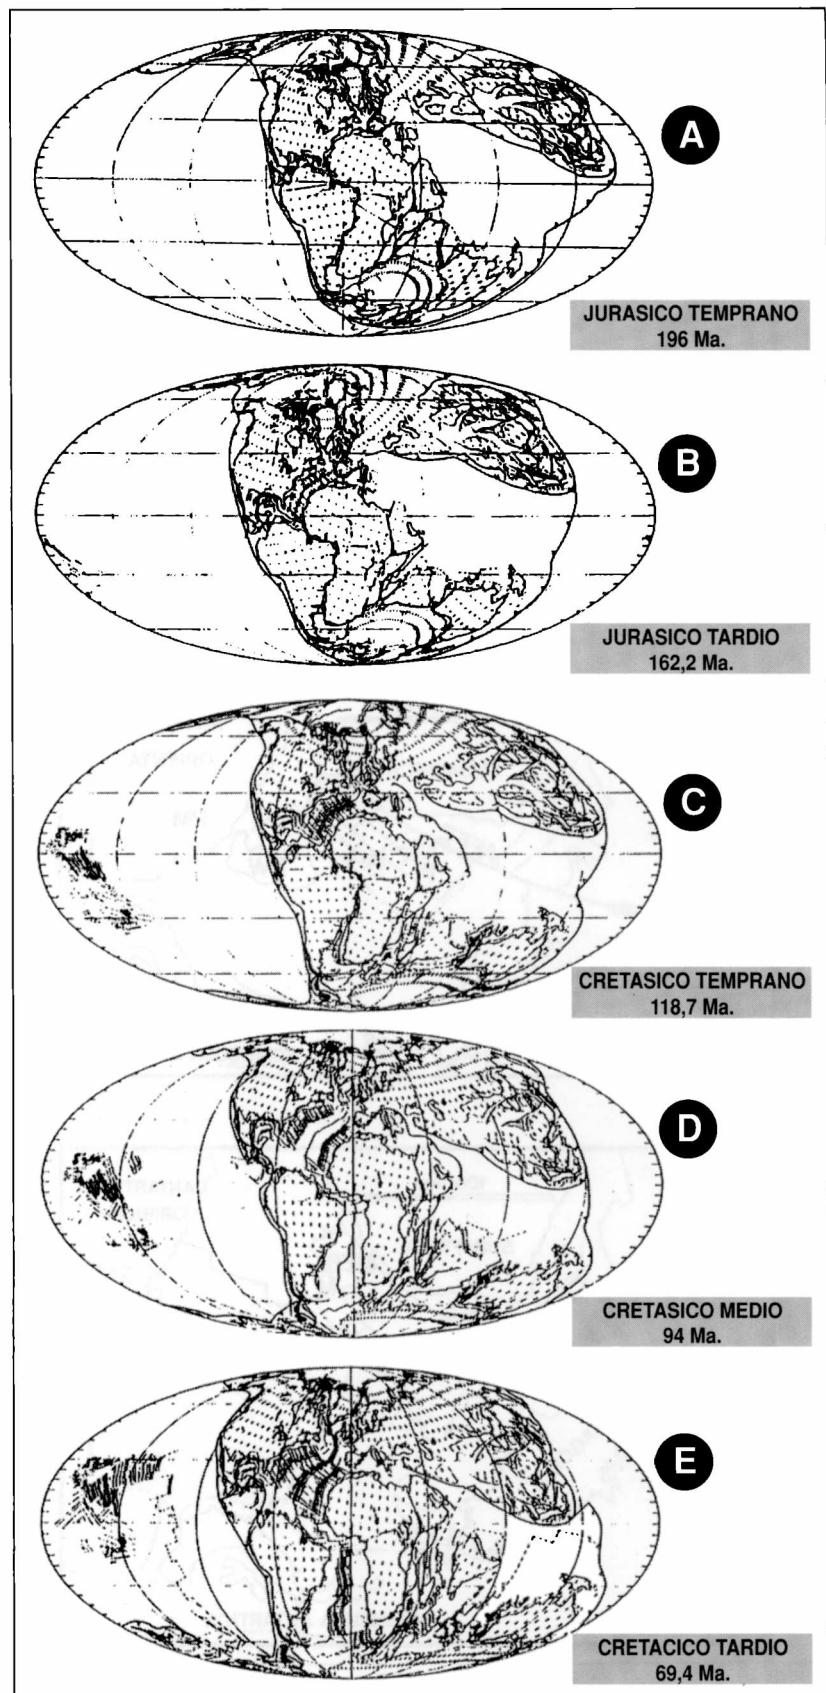 A
JURASICO TEMPRANO
196 Ma.
B
JURASICO TARDIO
162,2 Ma.
C
CRETASICO TEMPRANO
118,7 Ma.
D
CRETASICO MEDIO
94 Ma.
E
CRETACICO TARDIO
69,4 Ma.